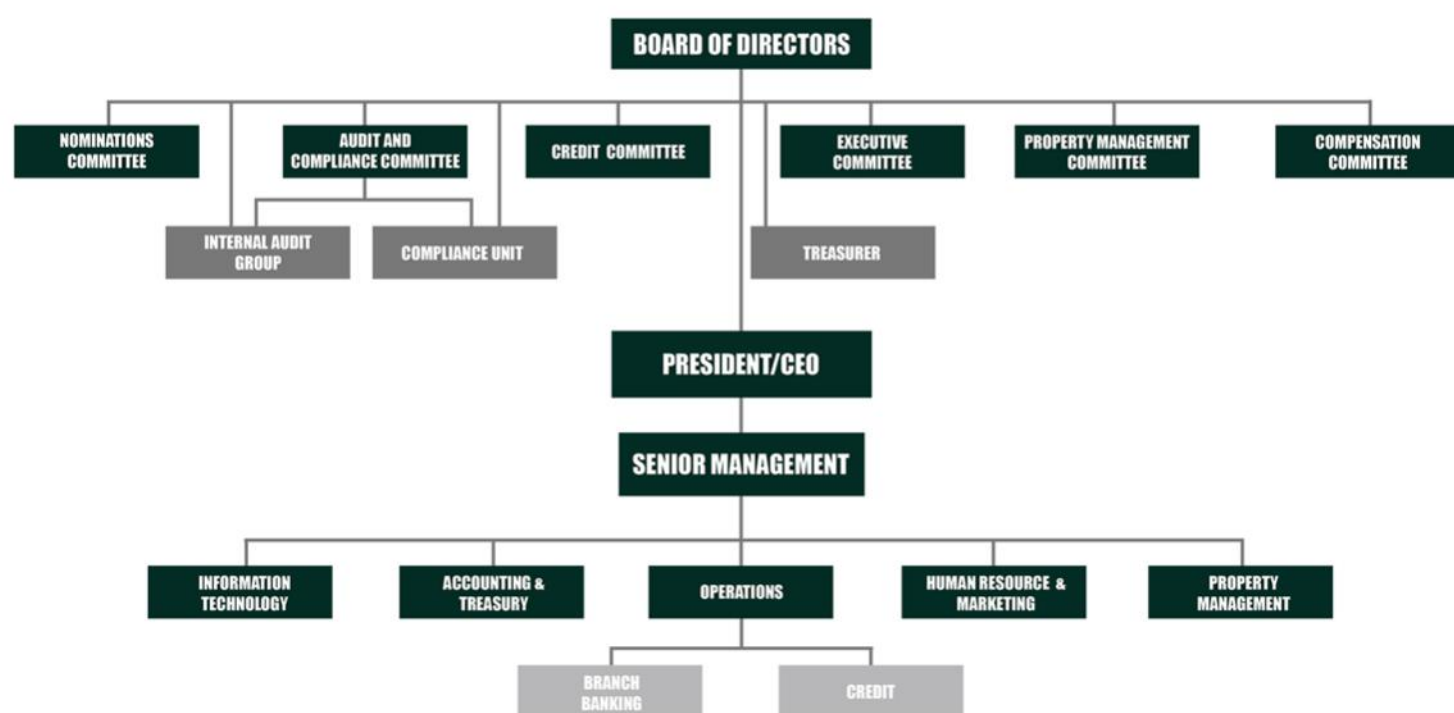 BOARD OF DIRECTORS
NOMINATIONS
COMMITTEE
AUDIT AND
COMPLIANCE COMMITTEE
CREDIT COMMITTEE
EXECUTIVE
COMMITTEE
PROPERTY MANAGEMENT
COMMITTEE
COMPENSATION
COMMITTEE
INTERNAL AUDIT
GROUP
COMPLIANCE UNIT
TREASURER
PRESIDENT/CEO
SENIOR MANAGEMENT
INFORMATION
TECHNOLOGY
ACCOUNTING &
TREASURY
OPERATIONS
HUMAN RESOURCE &
MARKETING
PROPERTY
MANAGEMENT
BRANCH
BANKING
CREDIT